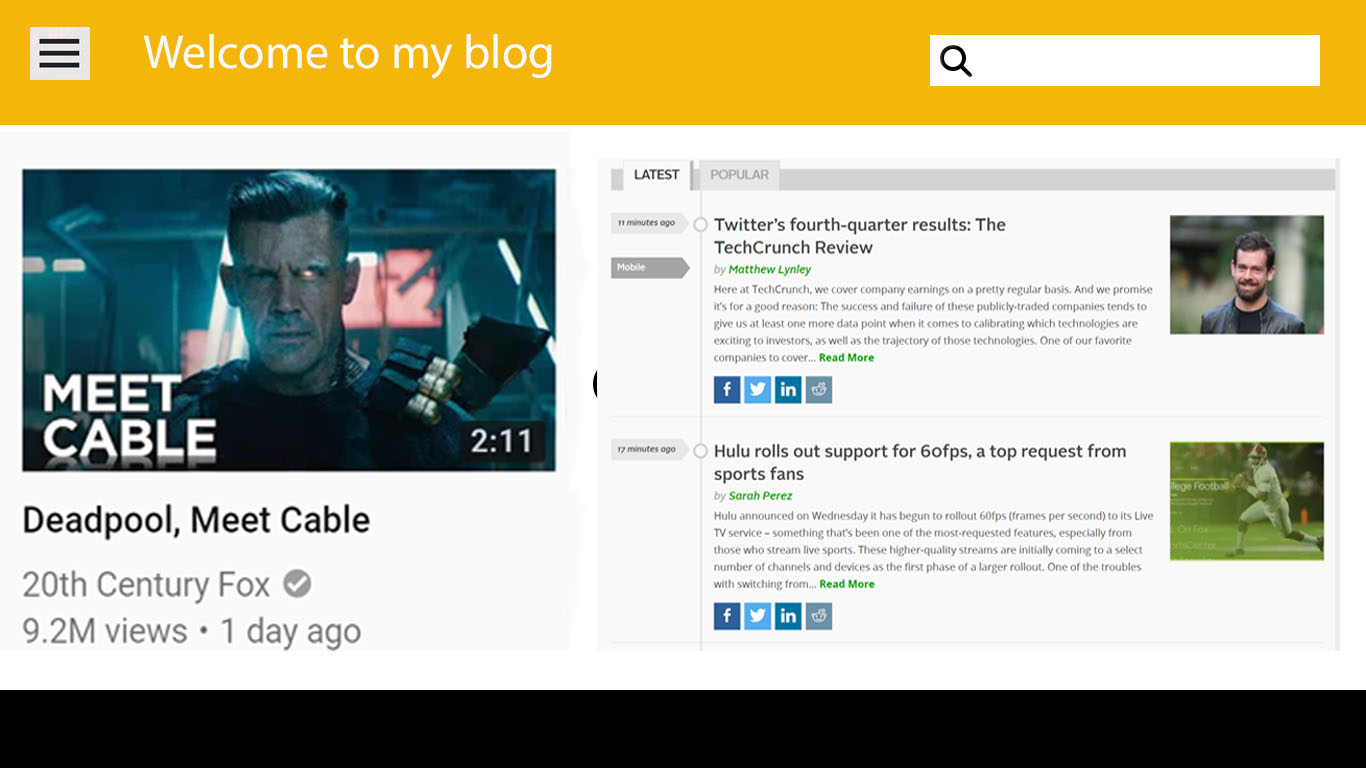 Welcome to my blog
MEET
CABLE
2:11
Deadpool, Meet Cable
20th Century Fox
9.2M views • 1 day ago
LATEST
POPULAR
11 minutes ago
Mobile
Twitter's fourth-quarter results: The
TechCrunch Review
by Matthew Lynley
Here at TechCrunch, we cover company earnings on a pretty regular basis. And we promise
it's for a good reason: The success and failure of these publicly-traded companies tends to
give us at least one more data point when it comes to calibrating which technologies are
exciting to investors, as well as the trajectory of those technologies. One of our favorite
companies to cover... Read More
17 minutes ago
Hulu rolls out support for 60fps, a top request from
sports fans
by Sarah Perez
Hulu announced on Wednesday it has begun to rollout 60fps (frames per second) to its Live
TV service – something that's been one of the most-requested features, especially from
those who stream live sports. These higher-quality streams are initially coming to a select
number of channels and devices as the first phase of a larger rollout. One of the troubles
with switching from... Read More
llege Football
On Fox
ortsCenter